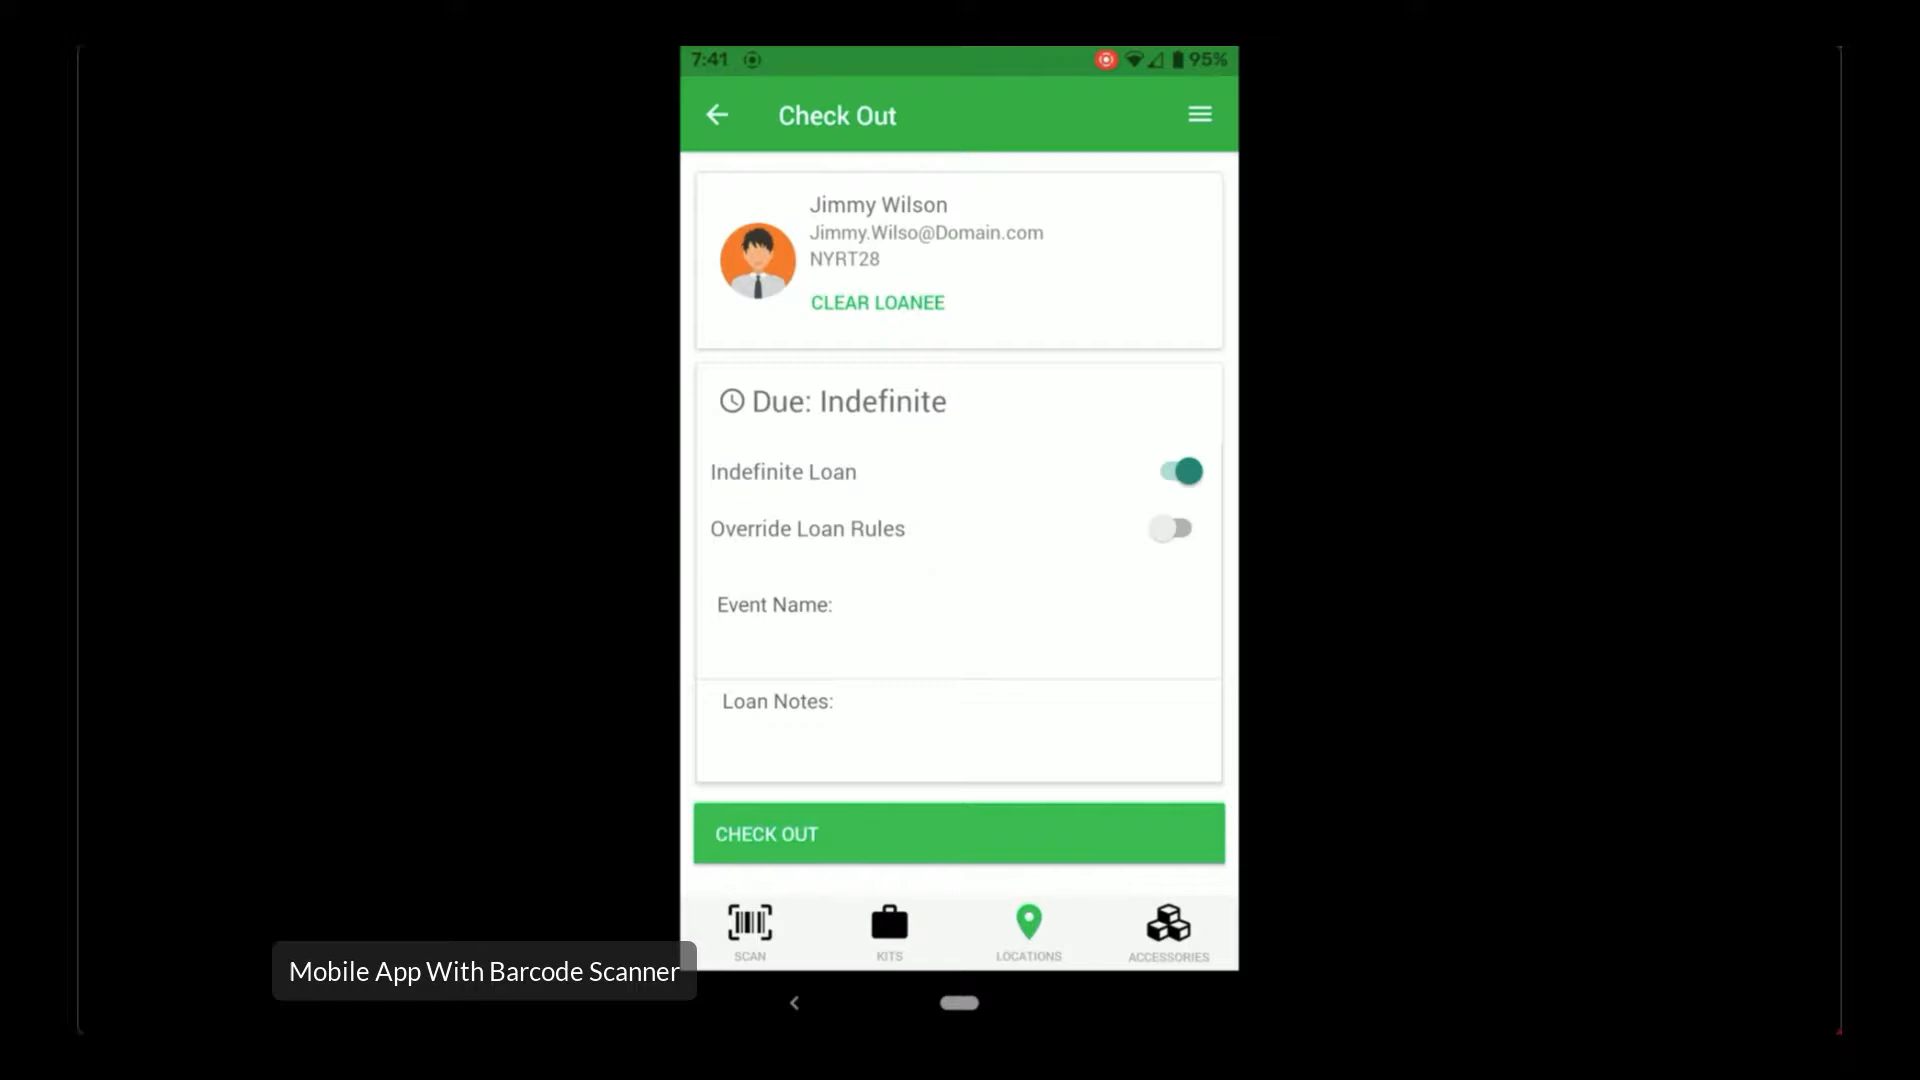 7:41
95%
Check Out
Jimmy Wilson
Jimmy.Wilso@Domain.com
NYRT28
CLEAR LOANEE
Due: Indefinite
Indefinite Loan
Override Loan Rules
Event Name:
Loan Notes:
CHECK OUT
SCAN
KITS
LOCATIONS
ACCESSORIES
Mobile App With Barcode Scanner